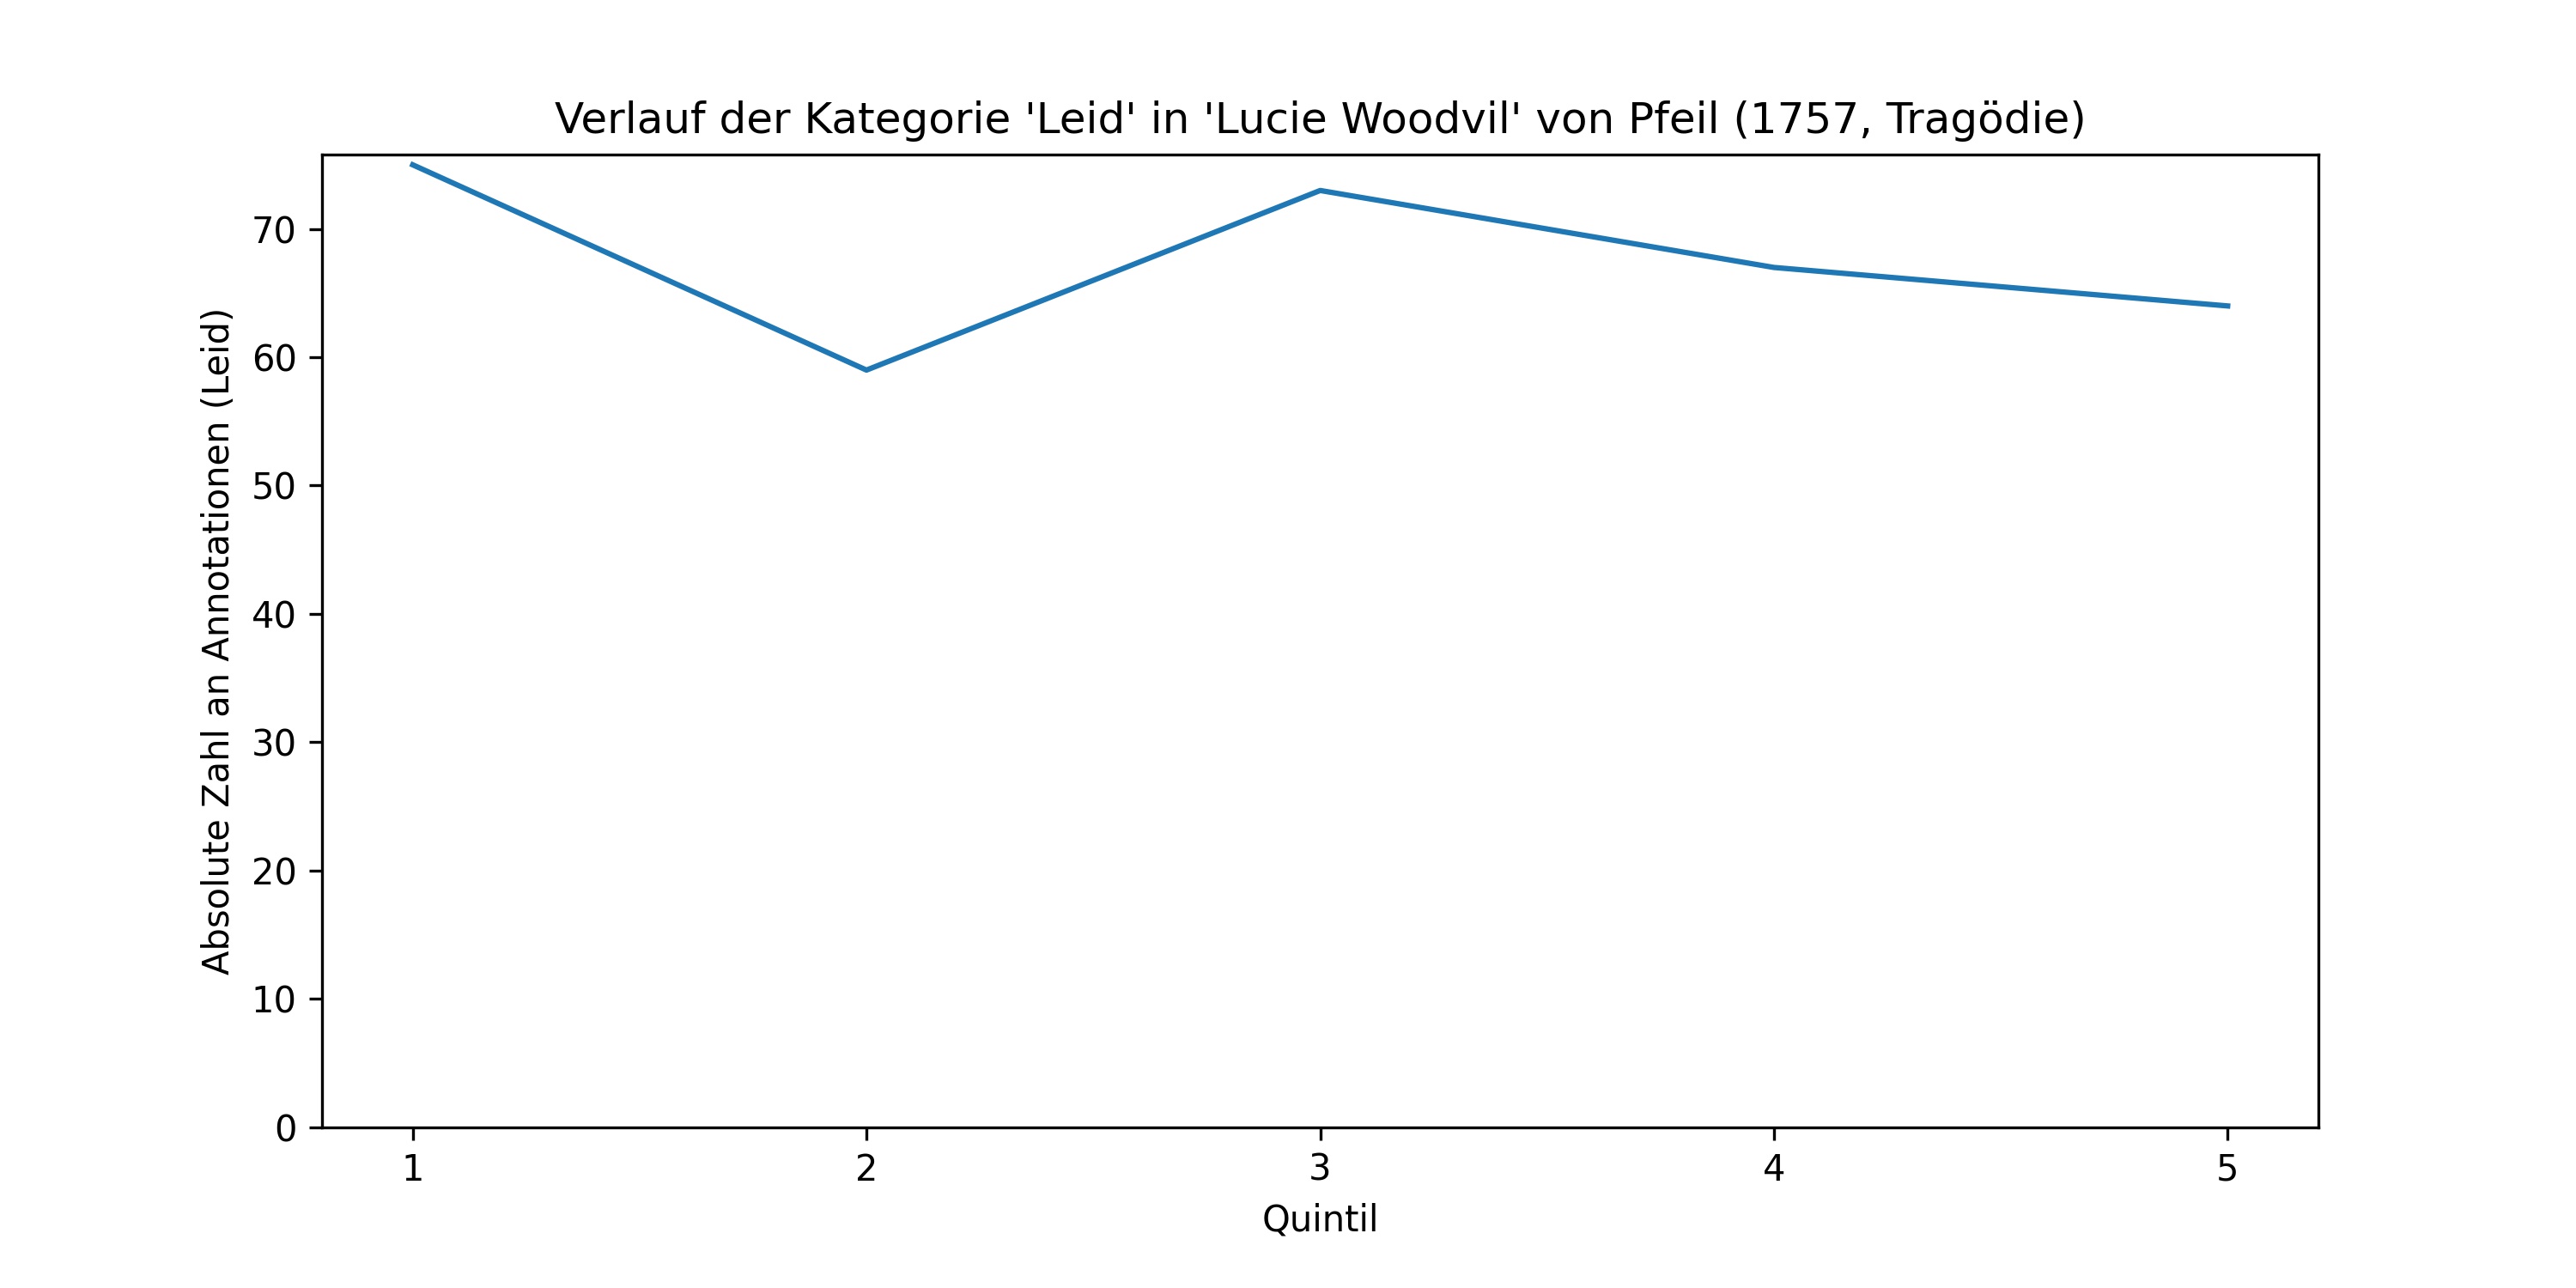 Verlauf der Kategorie 'Leid' in 'Lucie Woodvil' von Pfeil (1757, Tragödie)
Absolute Zahl an Annotationen (Leid)
70
60
50
40
30
20
10
0
1 2 3 4 5
Quintil